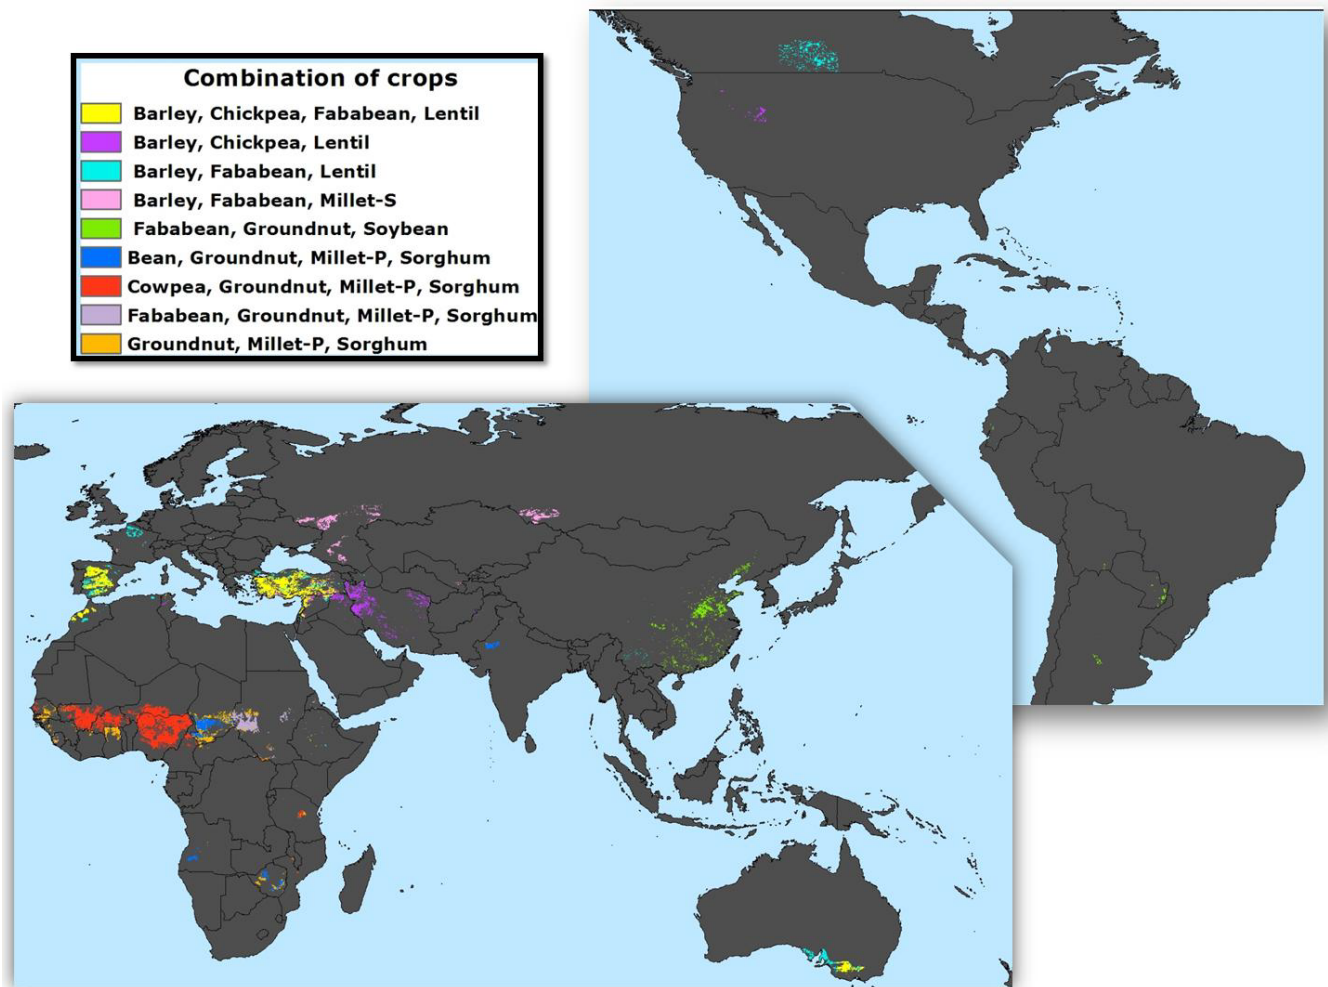 Combination of crops
Barley, Chickpea, Fababean, Lentil
Barley, Chickpea, Lentil
Barley, Fababean, Lentil
Barley, Fababean, Millet-S
Fababean, Groundnut, Soybean
Bean, Groundnut, Millet-P, Sorghum
Cowpea, Groundnut, Millet-P, Sorghum
Fababean, Groundnut, Millet-P, Sorghum
Groundnut, Millet-P, Sorghum